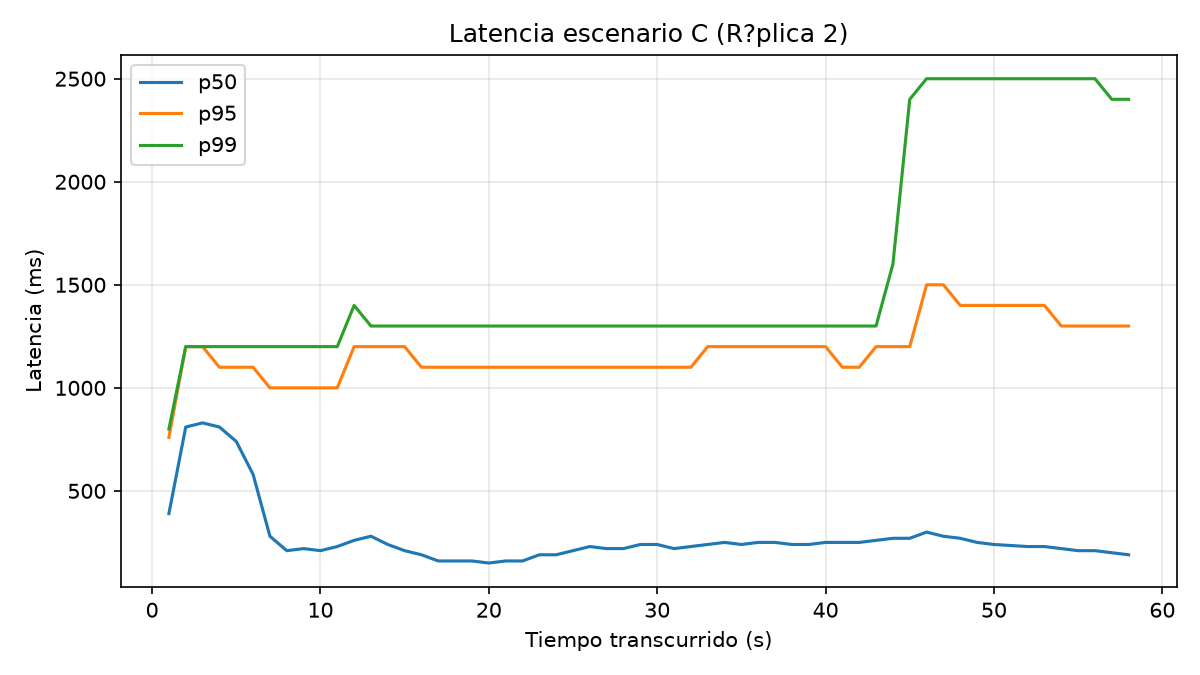 Latencia escenario C (R?plica 2)
p50
p95
p99
2500
2000
1500
1000
500
Latencia (ms)
0 10 20 30 40 50 60
Tiempo transcurrido (s)